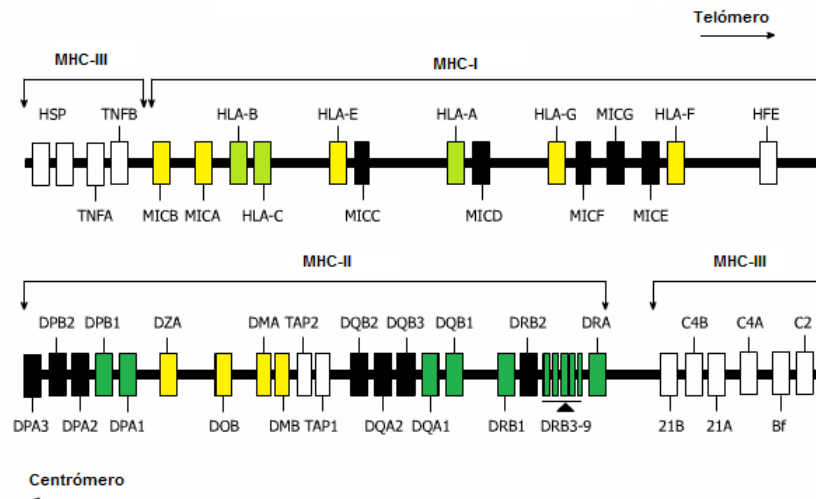 Telómero
MHC-III MHC-I
HSP TNFB HLA-B HLA-E HLA-A HLA-G MICG HLA-F HFE
TNFA MICB MICA HLA-C MICC MICD MICF MICE
MHC-II MHC-III
DPB2 DPB1 DZA DMA TAP2 DQB2 DQB3 DQB1 DRB2 DRA C4B C4A C2
DPA3 DPA2 DPA1 DOB DMB TAP1 DQA2 DQA1 DRB1 DRB3-9 21B 21A Bf
Centrómero